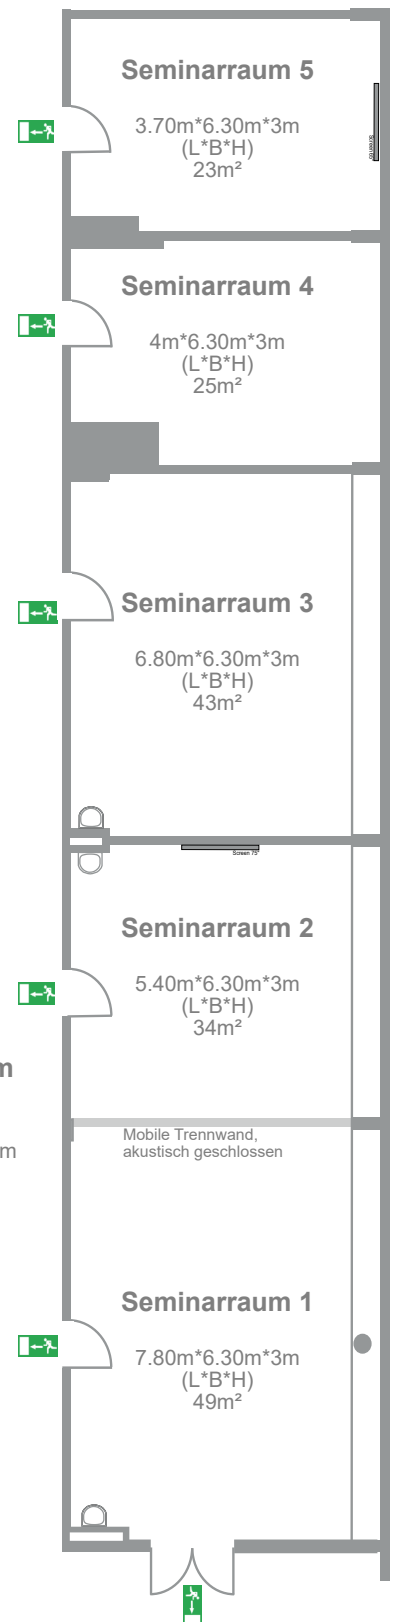 Seminarraum 5
3.70m*6.30m*3m
(L*B*H)
23m²
Seminarraum 4
4m*6.30m*3m
(L*B*H)
25m²
Seminarraum 3
6.80m*6.30m*3m
(L*B*H)
43m²
Screen 75"
Seminarraum 2
5.40m*6.30m*3m
(L*B*H)
34m²
m
m
Mobile Trennwand,
akustisch geschlossen
Seminarraum 1
7.80m*6.30m*3m
(L*B*H)
49m²